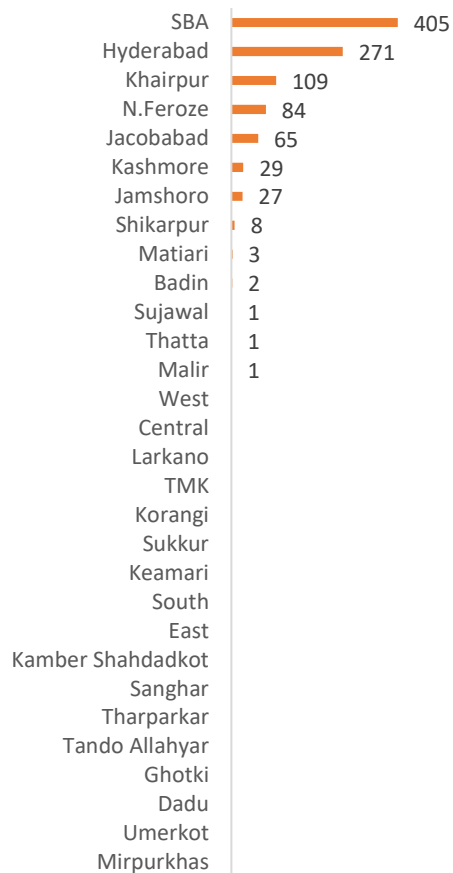 SBA 405
Hyderabad 271
Khairpur 109
N.Feroze 84
Jacobabad 65
Kashmore 29
Jamshoro 27
Shikarpur 8
Matiari 3
Badin 2
Sujawal 1
Thatta 1
Malir 1
West
Central
Larkano
TMK
Korangi
Sukkur
Keamari
South
East
Kamber Shahdadkot
Sanghar
Tharparkar
Tando Allahyar
Ghotki
Dadu
Umerkot
Mirpurkhas